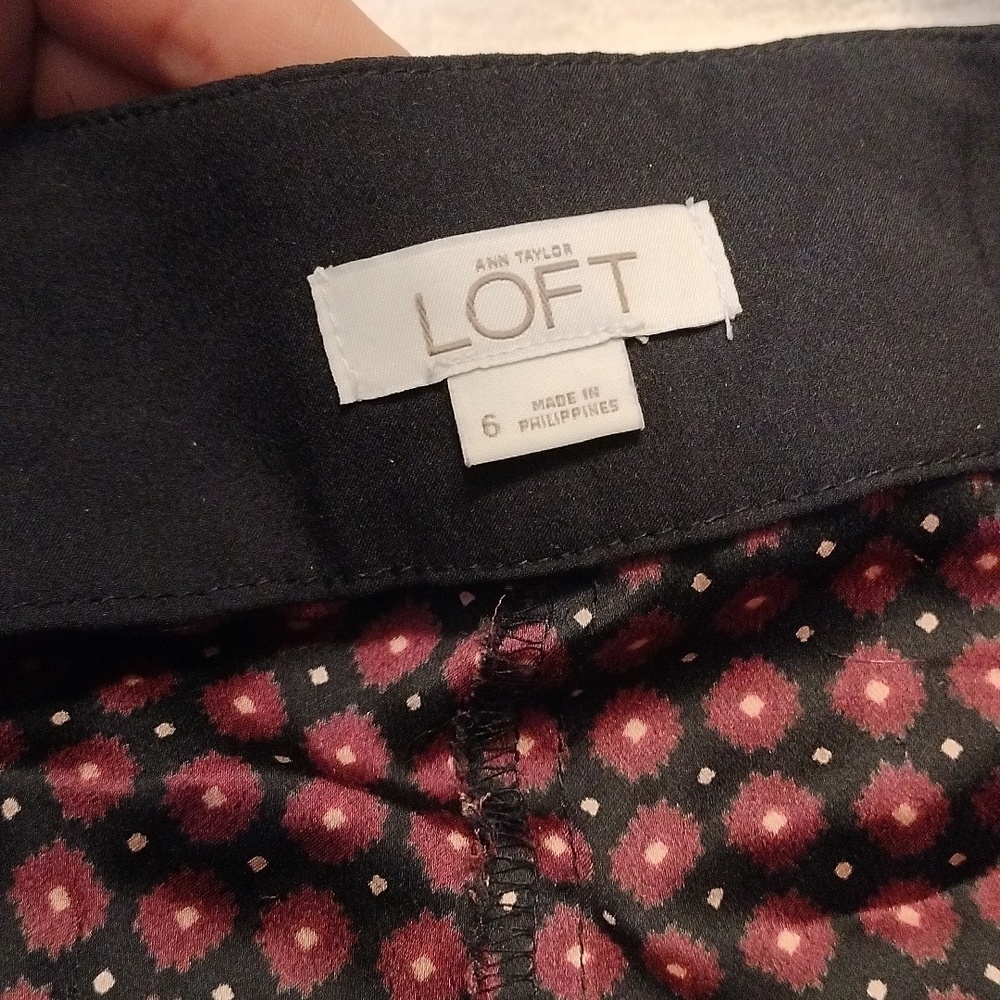 ANN TAYLOR
LOFT
6 MADE IN
PHILIPPINES